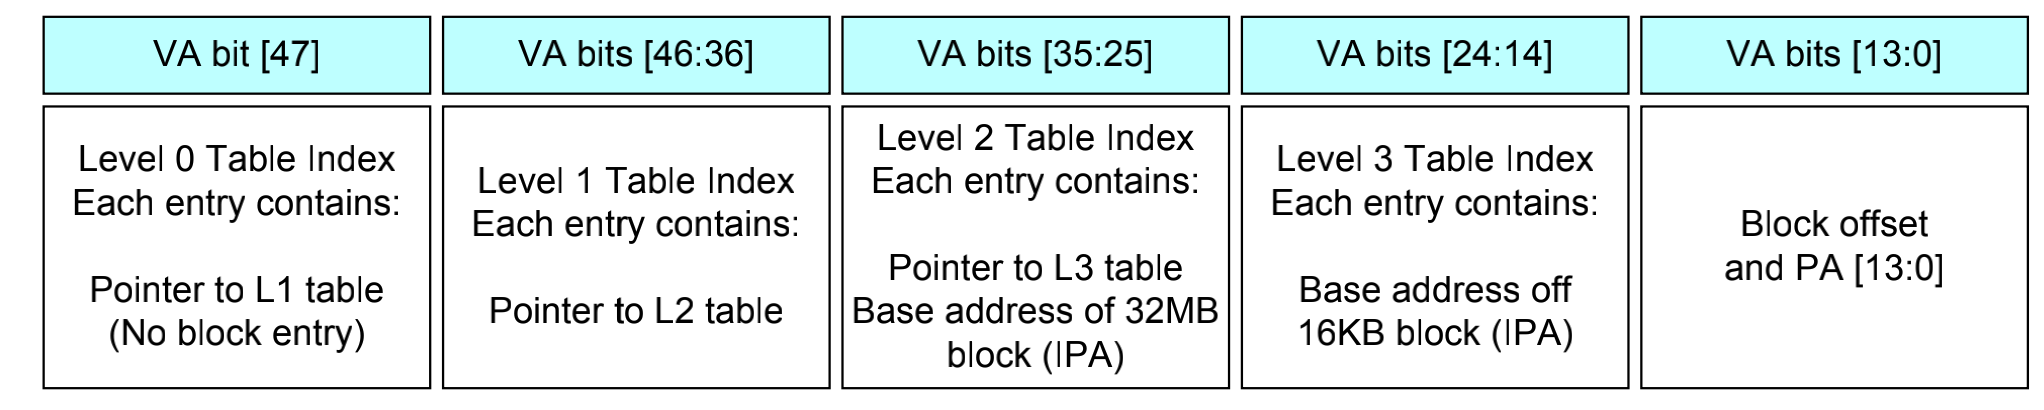 VA bit [47]
VA bits [46:36]
VA bits [35:25]
VA bits [24:14]
VA bits [13:0]
Level 0 Table Index
Each entry contains:
Pointer to L1 table
(No block entry)
Level 1 Table Index
Each entry contains:
Pointer to L2 table
Level 2 Table Index
Each entry contains:
Pointer to L3 table
Base address of 32MB
block (IPA)
Level 3 Table Index
Each entry contains:
Base address off
16KB block (IPA)
Block offset
and PA [13:0]